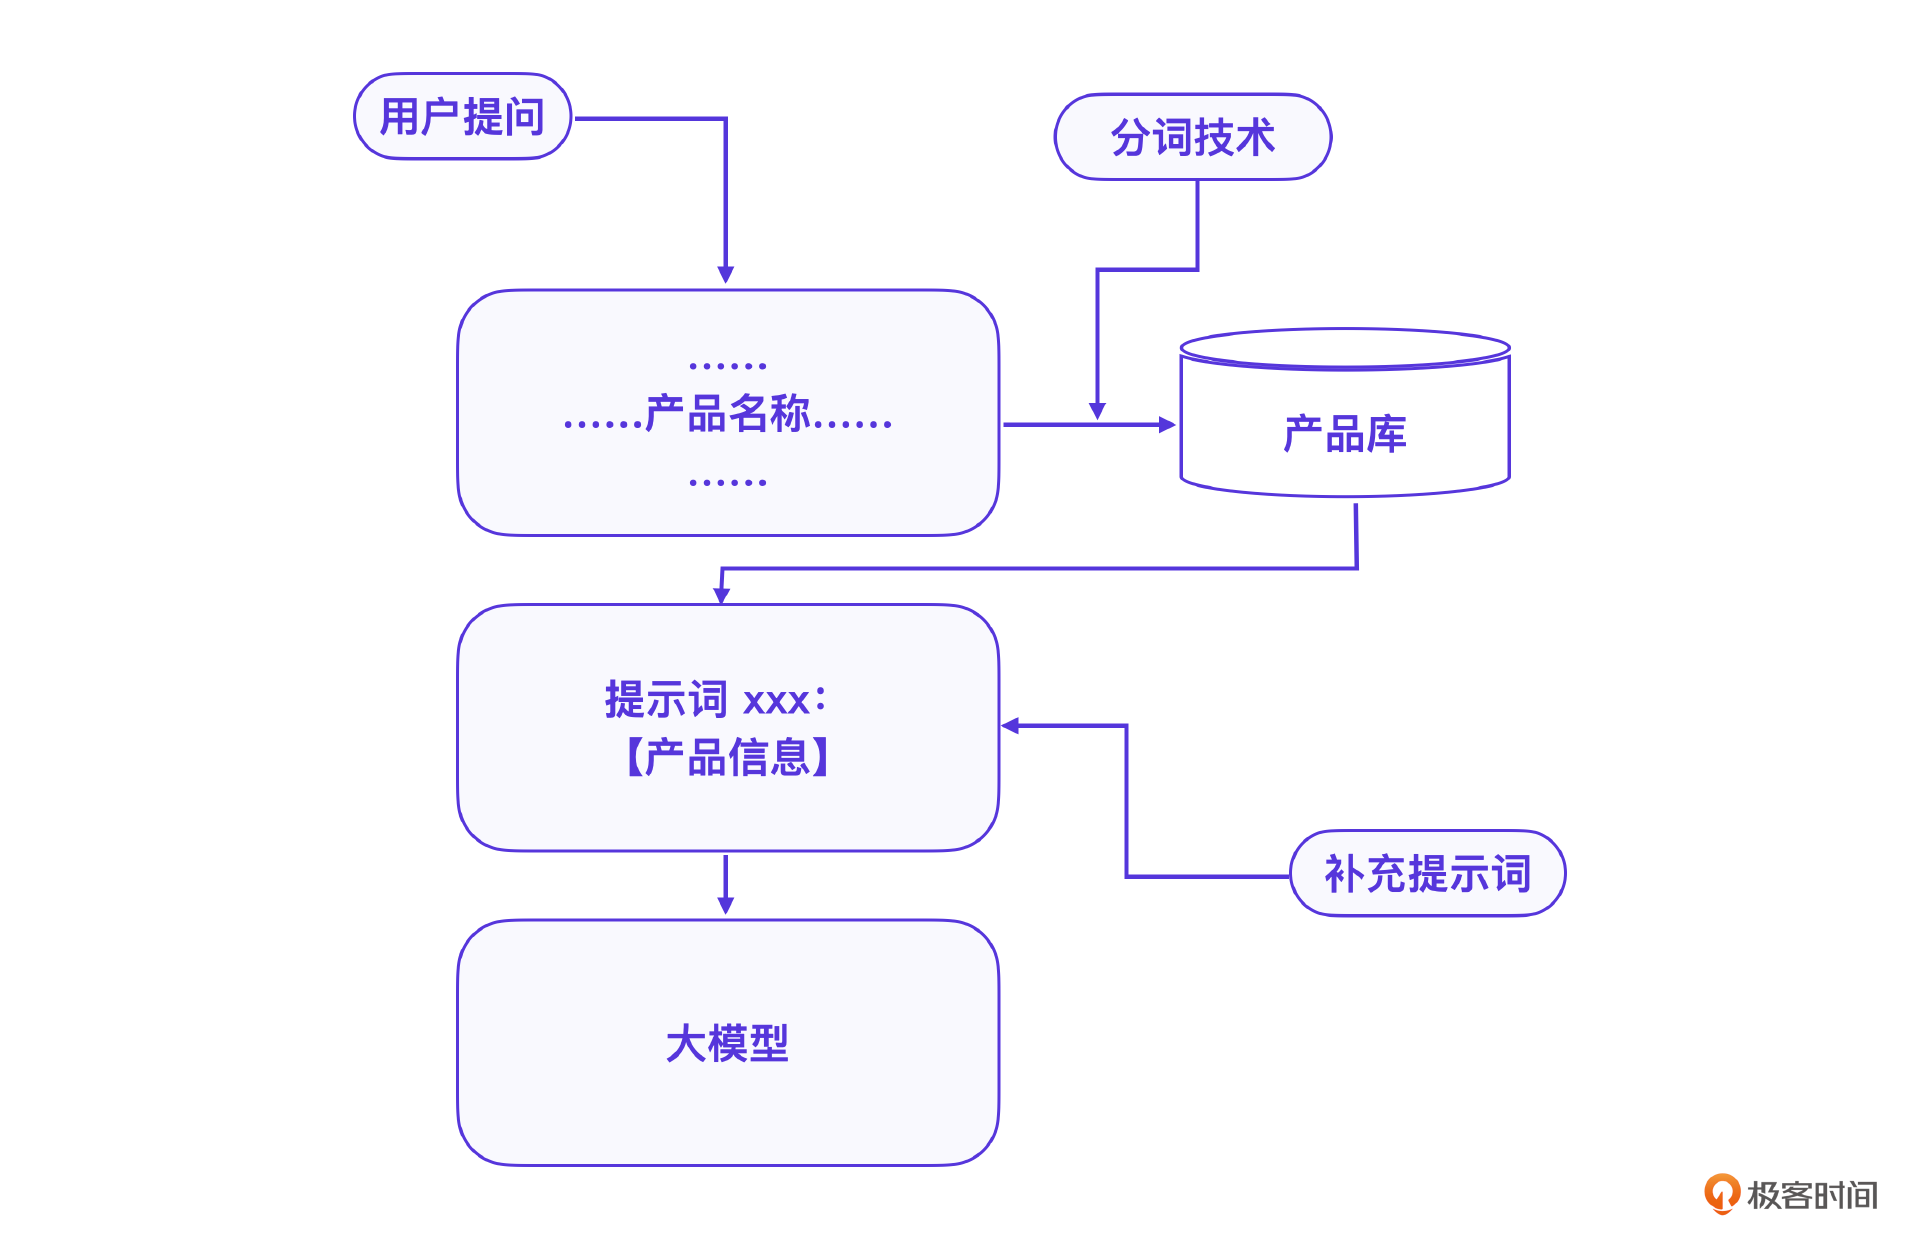 用户提问
分词技术
……
……产品名称……
……
产品库
提示词 xxx：
【产品信息】
补充提示词
大模型
极客时间